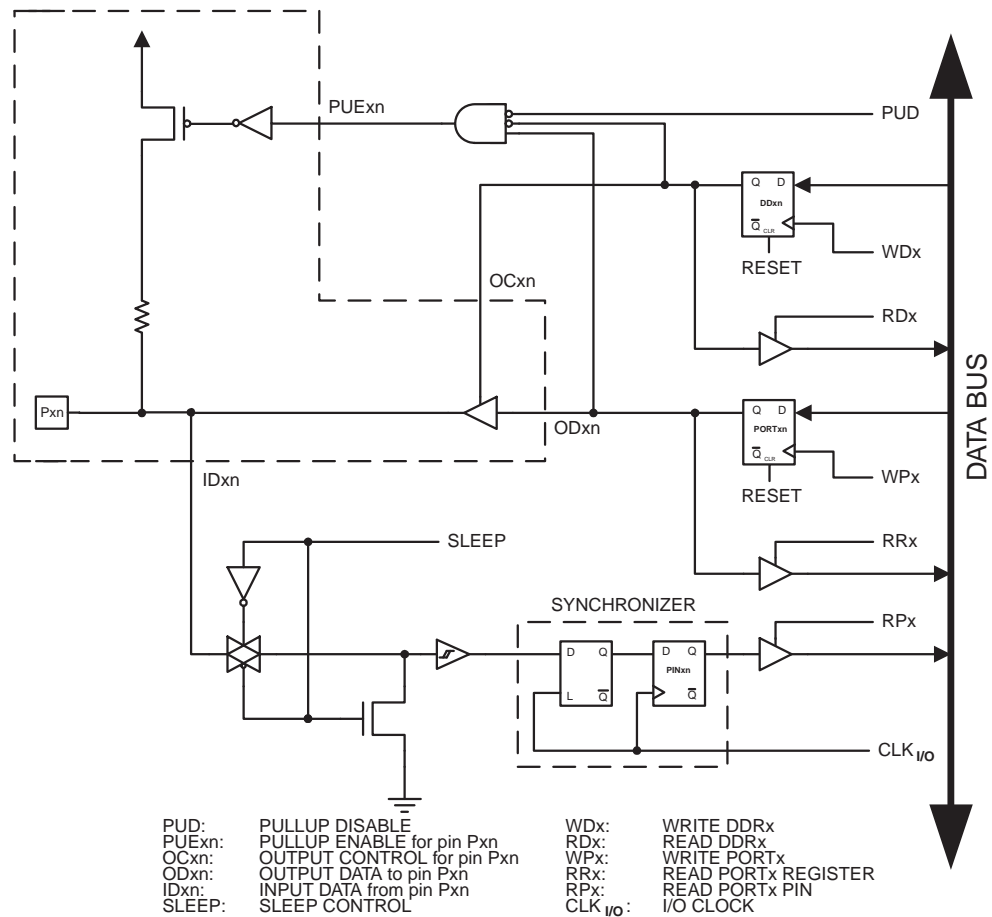 PUExn
PUD
Q D
DDxn
Q CLR
RESET
WDx
OCxn
RDx
Pxn
ODxn
Q D
PORTxn
Q CLR
RESET
WPx
IDxn
SLEEP
RRx
SYNCHRONIZER
RPx
D Q
L Q
D Q
PINxn
Q
CLK I/O
DATA BUS
PUD: PULLUP DISABLE
PUExn: PULLUP ENABLE for pin Pxn
OCxn: OUTPUT CONTROL for pin Pxn
ODxn: OUTPUT DATA to pin Pxn
IDxn: INPUT DATA from pin Pxn
SLEEP: SLEEP CONTROL
WDx: WRITE DDRx
RDx: READ DDRx
WPx: WRITE PORTx
RRx: READ PORTx REGISTER
RPx: READ PORTx PIN
CLK I/O: I/O CLOCK